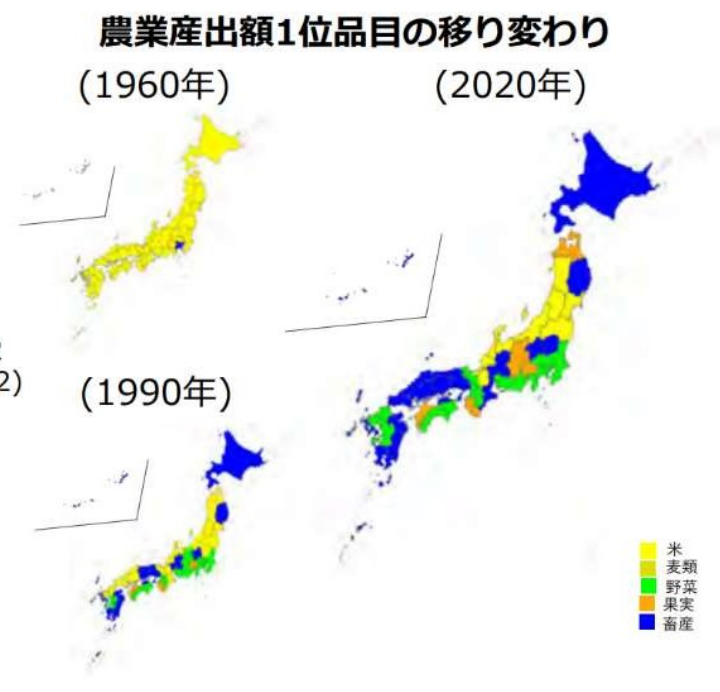 農業産出額1位品目の移り変わり
(1960年)
(2020年)
2)
(1990年)
米
麦類
野菜
果実
畜産